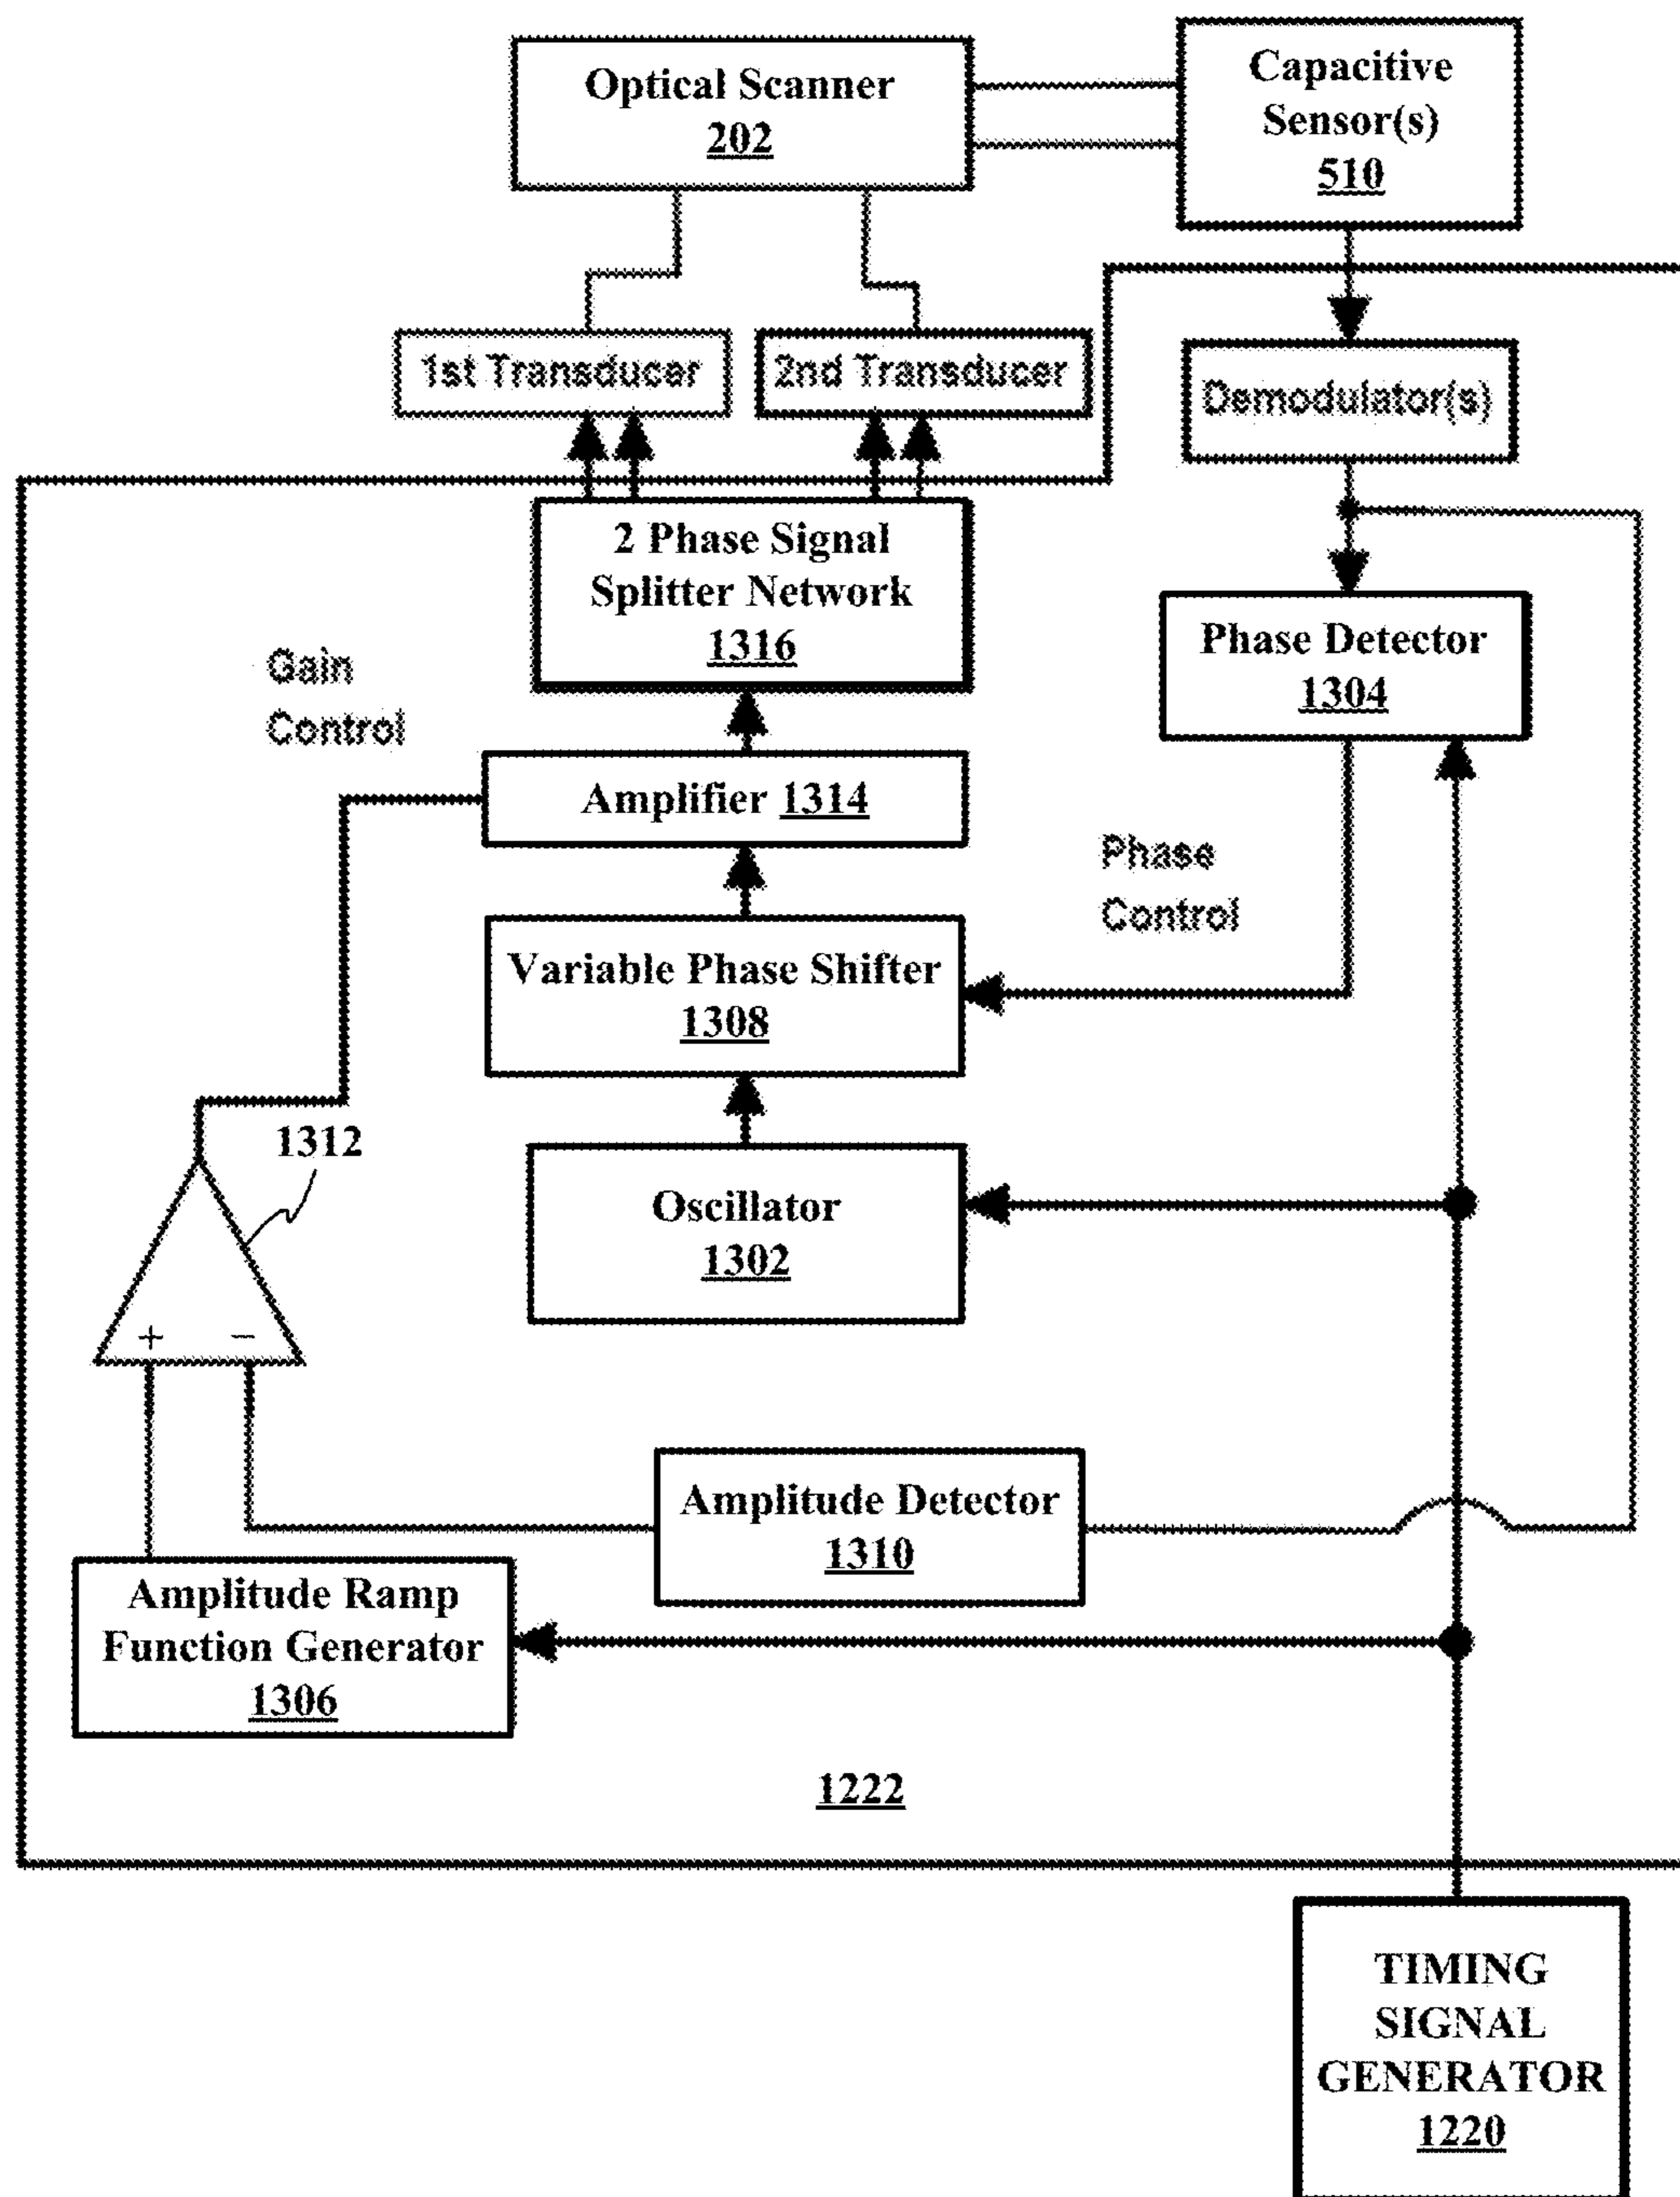 Optical Scanner
202
Capacitive
Sensor(s)
510
1st Transducer
2nd Transducer
Demodulator(s)
2 Phase Signal
Splitter Network
1316
Phase Detector
1304
Gain
Control
Amplifier 1314
Phase
Control
Variable Phase Shifter
1308
1312
Oscillator
1302
+ −
Amplitude Detector
1310
Amplitude Ramp
Function Generator
1306
1222
TIMING
SIGNAL
GENERATOR
1220